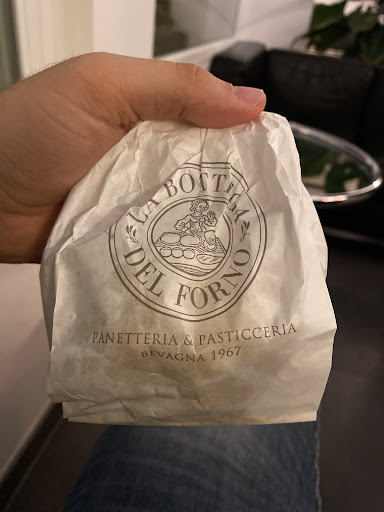 LA BOTTEGA
DEL FORNO
PANETTERIA & PASTICCERIA
BEVAGNA 1967